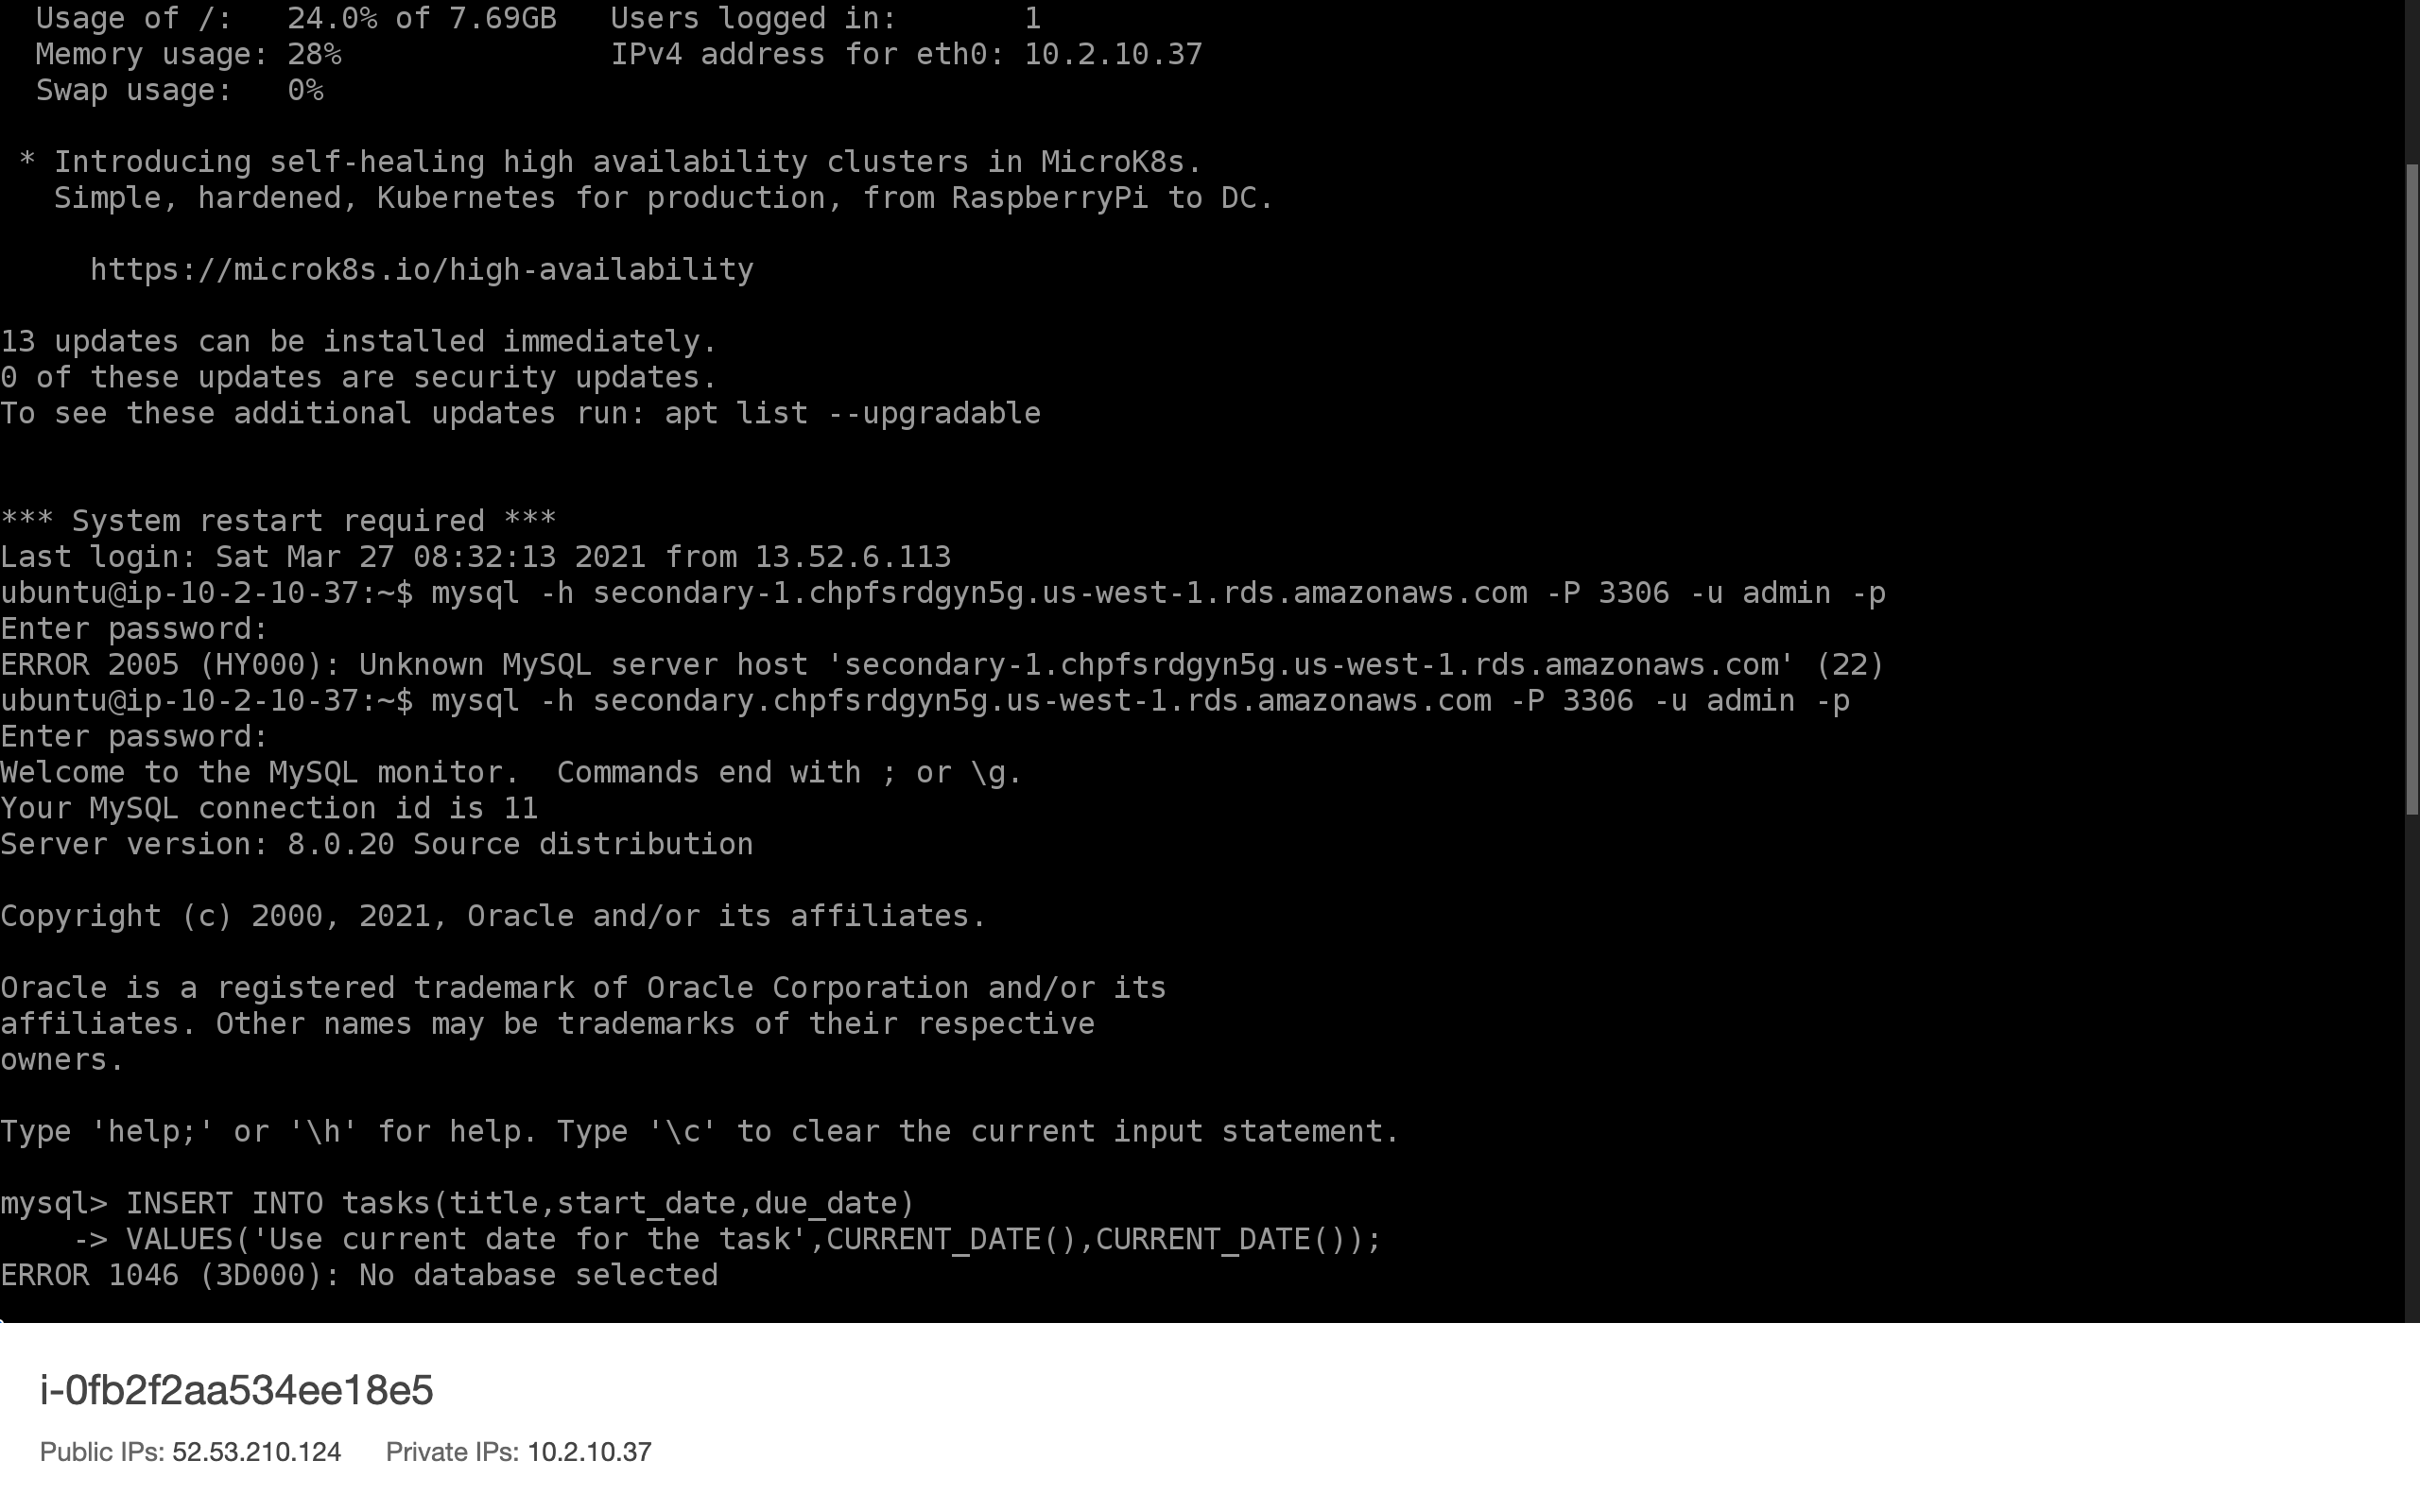 Usage of /:   24.0% of 7.69GB   Users logged in:       1
Memory usage: 28%               IPv4 address for eth0: 10.2.10.37
Swap usage:   0%
* Introducing self-healing high availability clusters in MicroK8s.
Simple, hardened, Kubernetes for production, from RaspberryPi to DC.
https://microk8s.io/high-availability
13 updates can be installed immediately.
0 of these updates are security updates.
To see these additional updates run: apt list --upgradable
*** System restart required ***
Last login: Sat Mar 27 08:32:13 2021 from 13.52.6.113
ubuntu@ip-10-2-10-37:~$ mysql -h secondary-1.chpfsrdgyn5g.us-west-1.rds.amazonaws.com -P 3306 -u admin -p
Enter password:
ERROR 2005 (HY000): Unknown MySQL server host 'secondary-1.chpfsrdgyn5g.us-west-1.rds.amazonaws.com' (22)
ubuntu@ip-10-2-10-37:~$ mysql -h secondary.chpfsrdgyn5g.us-west-1.rds.amazonaws.com -P 3306 -u admin -p
Enter password:
Welcome to the MySQL monitor.  Commands end with ; or \g.
Your MySQL connection id is 11
Server version: 8.0.20 Source distribution
Copyright (c) 2000, 2021, Oracle and/or its affiliates.
Oracle is a registered trademark of Oracle Corporation and/or its
affiliates. Other names may be trademarks of their respective
owners.
Type 'help;' or '\h' for help. Type '\c' to clear the current input statement.
mysql> INSERT INTO tasks(title,start_date,due_date)
    -> VALUES('Use current date for the task',CURRENT_DATE(),CURRENT_DATE());
ERROR 1046 (3D000): No database selected
i-0fb2f2aa534ee18e5
Public IPs: 52.53.210.124   Private IPs: 10.2.10.37